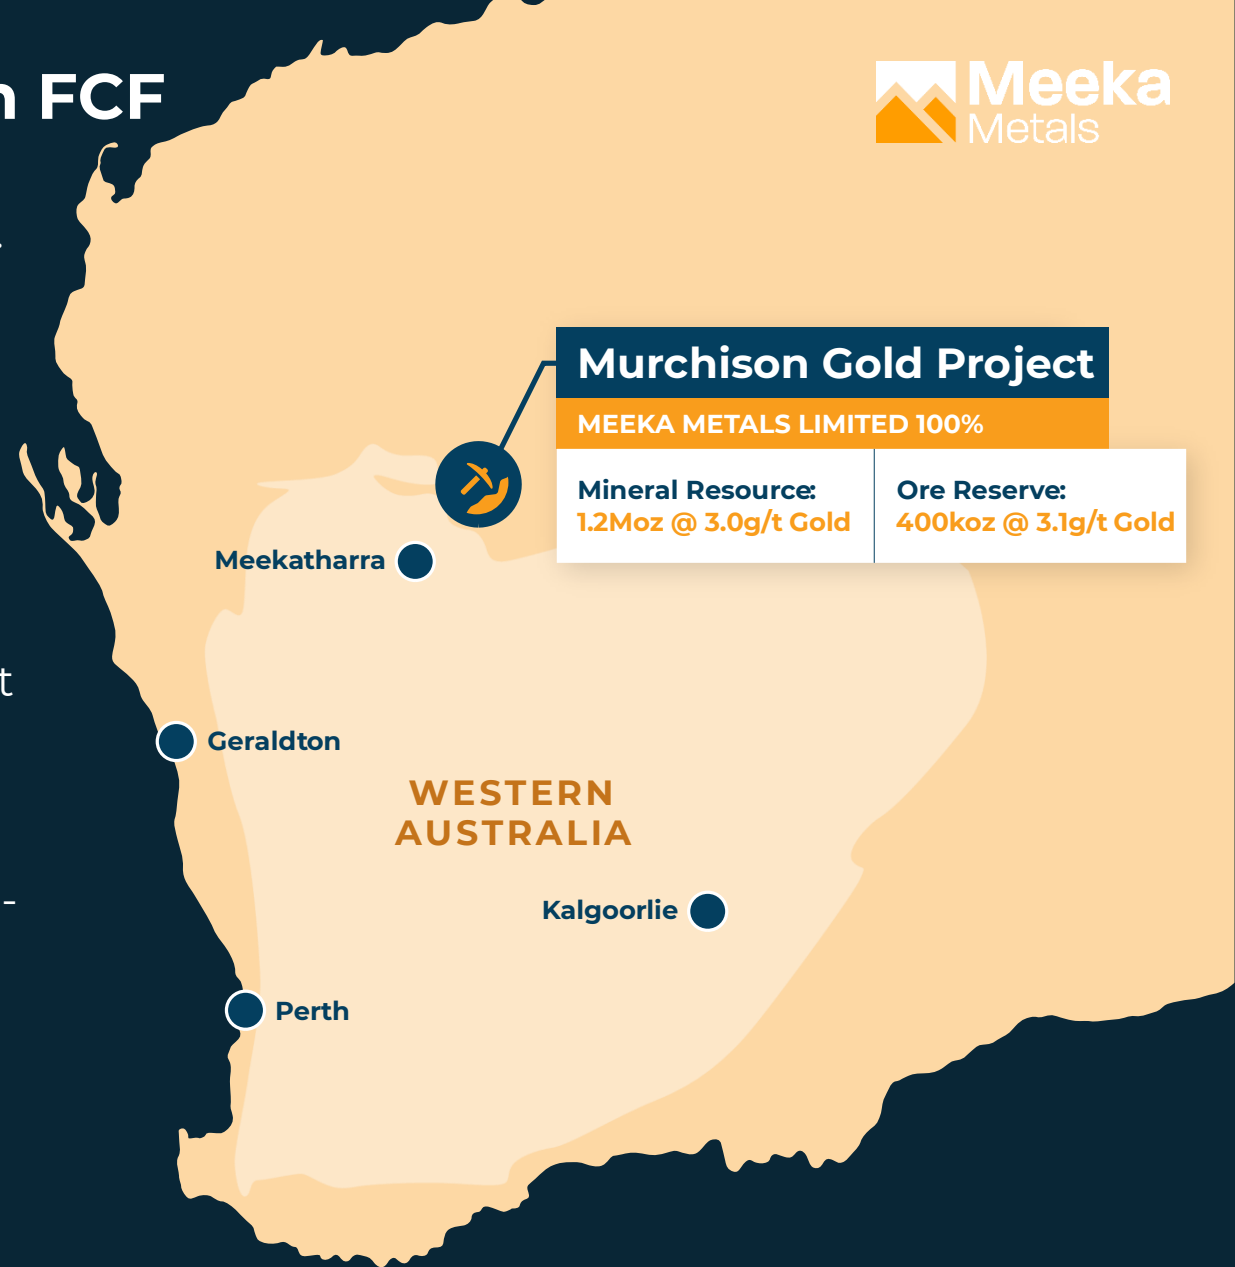 n FCF
Meeka
Metals
Murchison Gold Project
MEEKA METALS LIMITED 100%
Mineral Resource:
1.2Moz @ 3.0g/t Gold
Ore Reserve:
400koz @ 3.1g/t Gold
Meekatharra
t
Geraldton
WESTERN
AUSTRALIA
-
Kalgoorlie
Perth